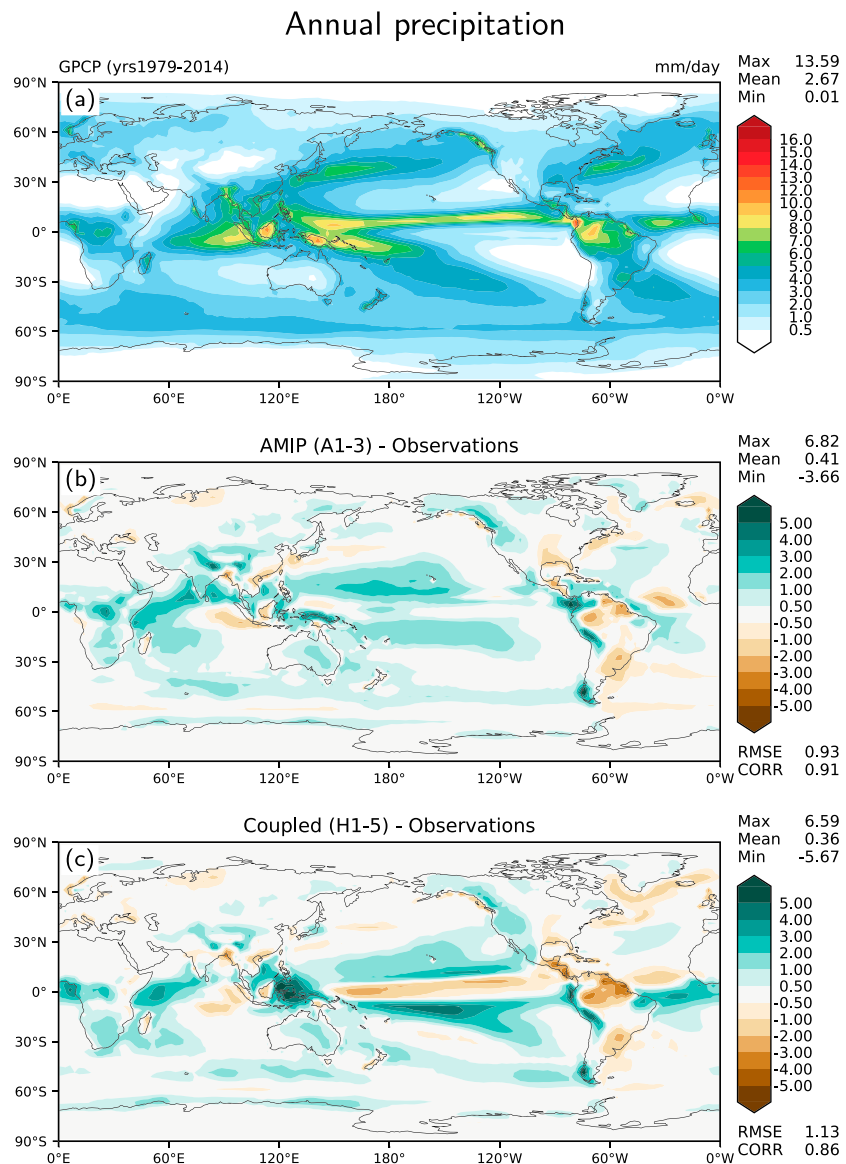 Annual precipitation
GPCP (yrs1979-2014)
mm/day
Max 13.59
Mean 2.67
Min 0.01
(a)
90°N
60°N
30°N
0°
30°S
60°S
90°S
0°E
60°E
120°E
180°
120°W
60°W
0°W
16.0
15.0
14.0
13.0
12.0
11.0
10.0
9.0
8.0
7.0
6.0
5.0
4.0
3.0
2.0
1.0
0.5
AMIP (A1-3) - Observations
Max 6.82
Mean 0.41
Min -3.66
(b)
90°N
60°N
30°N
0°
30°S
60°S
90°S
0°E
60°E
120°E
180°
120°W
60°W
0°W
5.00
4.00
3.00
2.00
1.00
0.50
-0.50
-1.00
-2.00
-3.00
-4.00
-5.00
RMSE 0.93
CORR 0.91
Coupled (H1-5) - Observations
Max 6.59
Mean 0.36
Min -5.67
(c)
90°N
60°N
30°N
0°
30°S
60°S
90°S
0°E
60°E
120°E
180°
120°W
60°W
0°W
5.00
4.00
3.00
2.00
1.00
0.50
-0.50
-1.00
-2.00
-3.00
-4.00
-5.00
RMSE 1.13
CORR 0.86